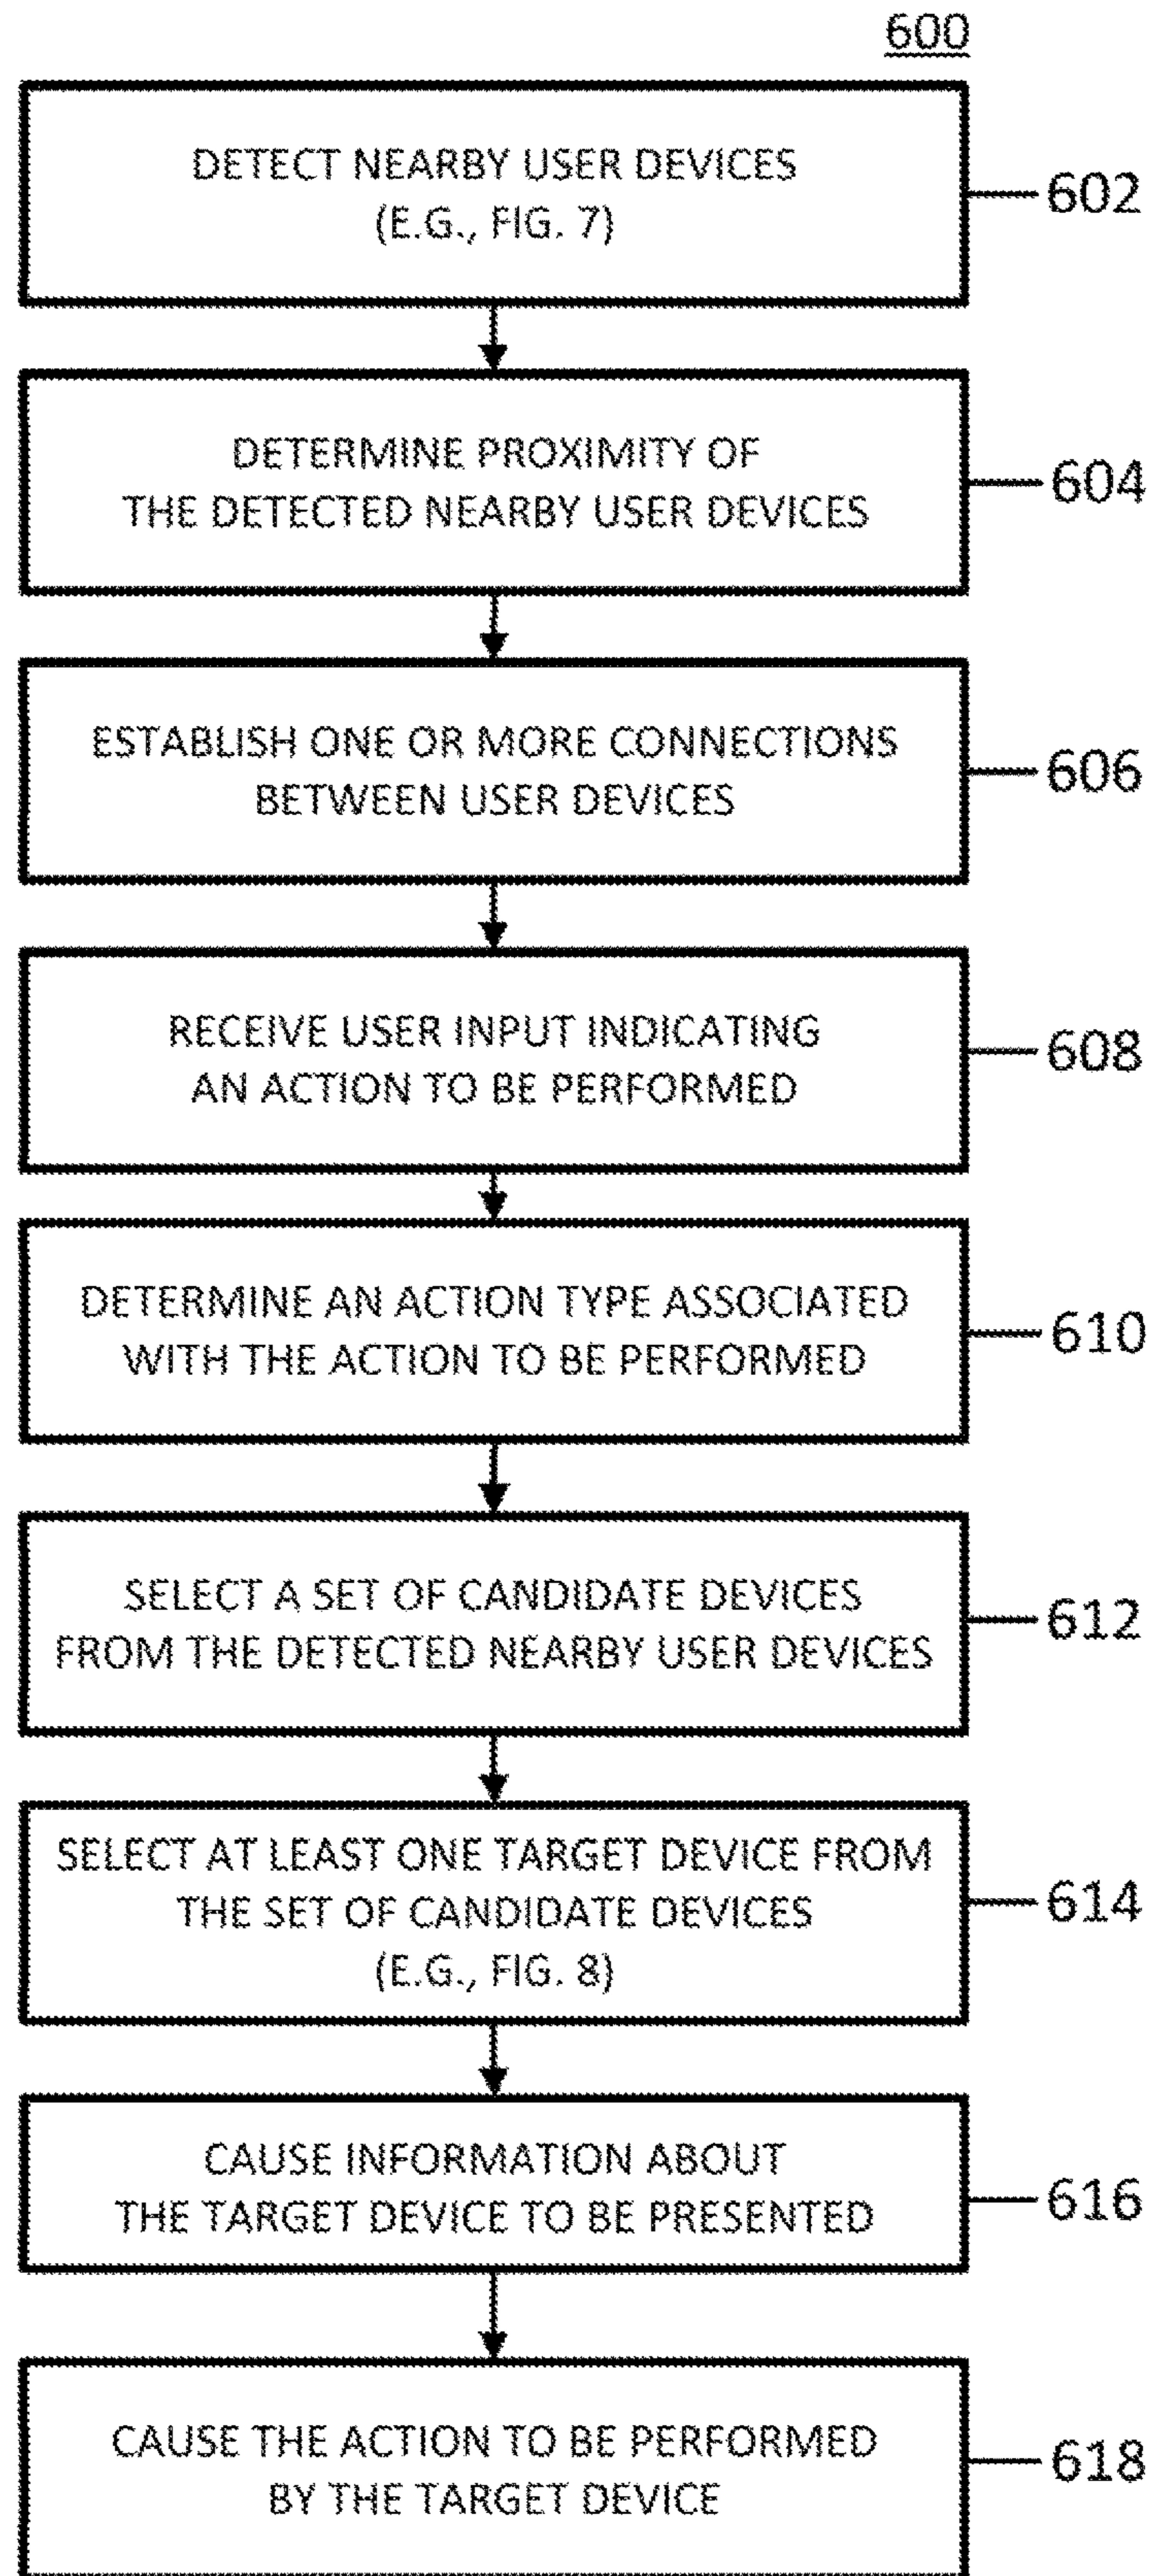 600
DETECT NEARBY USER DEVICES
(E.G., FIG. 7)
602
DETERMINE PROXIMITY OF
THE DETECTED NEARBY USER DEVICES
604
ESTABLISH ONE OR MORE CONNECTIONS
BETWEEN USER DEVICES
606
RECEIVE USER INPUT INDICATING
AN ACTION TO BE PERFORMED
608
DETERMINE AN ACTION TYPE ASSOCIATED
WITH THE ACTION TO BE PERFORMED
610
SELECT A SET OF CANDIDATE DEVICES
FROM THE DETECTED NEARBY USER DEVICES
612
SELECT AT LEAST ONE TARGET DEVICE FROM
THE SET OF CANDIDATE DEVICES
(E.G., FIG. 8)
614
CAUSE INFORMATION ABOUT
THE TARGET DEVICE TO BE PRESENTED
616
CAUSE THE ACTION TO BE PERFORMED
BY THE TARGET DEVICE
618